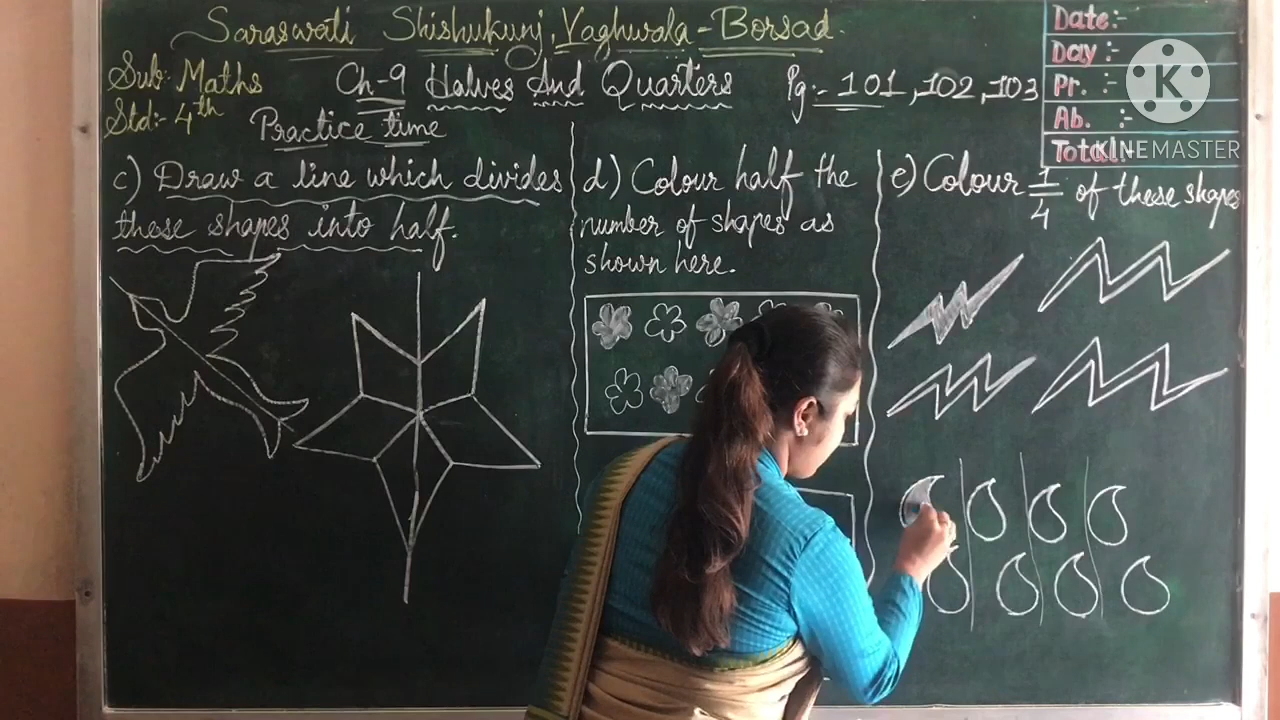 Saraswati Shishukunj, Vaghwala-Borsad.
Sub:- Maths
Ch-9 Halves And Quarters
Pg:- 101, 102, 103
Std:- 4th
Practice time
Date:-
Day:-
Pr. :-
Ab. :-
Total:-
K
KINEMASTER
c) Draw a line which divides
these shapes into half.
d) Colour half the
number of shapes as
shown here.
e) Colour 1/4 of these shapes